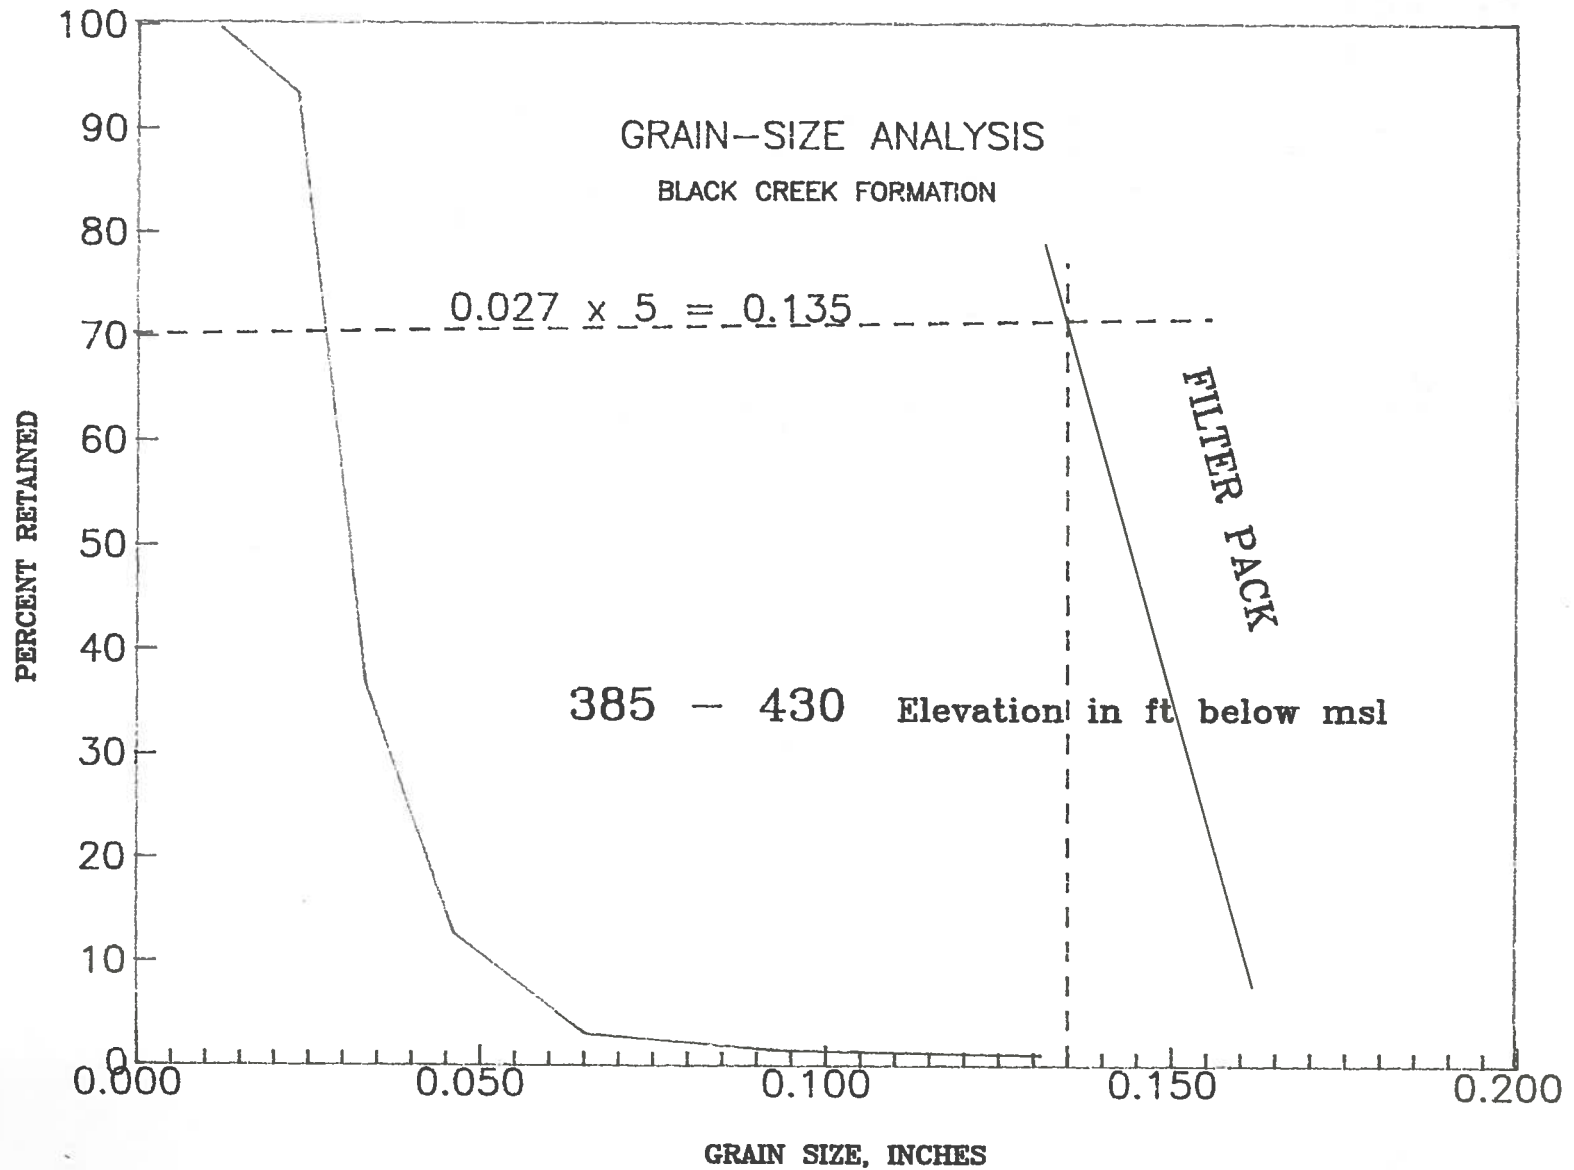 100
90
80
70
60
50
40
30
20
10
0
GRAIN-SIZE ANALYSIS
BLACK CREEK FORMATION
0.027 x 5 = 0.135
FILTER PACK
385 - 430 Elevation in ft below msl
PERCENT RETAINED
0.000 0.050 0.100 0.150 0.200
GRAIN SIZE, INCHES